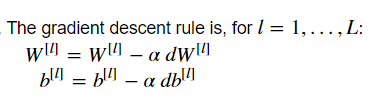 The gradient descent rule is, for l = 1, . . . , L:
W^[l] = W^[l] − α dW^[l]
b^[l] = b^[l] − α db^[l]